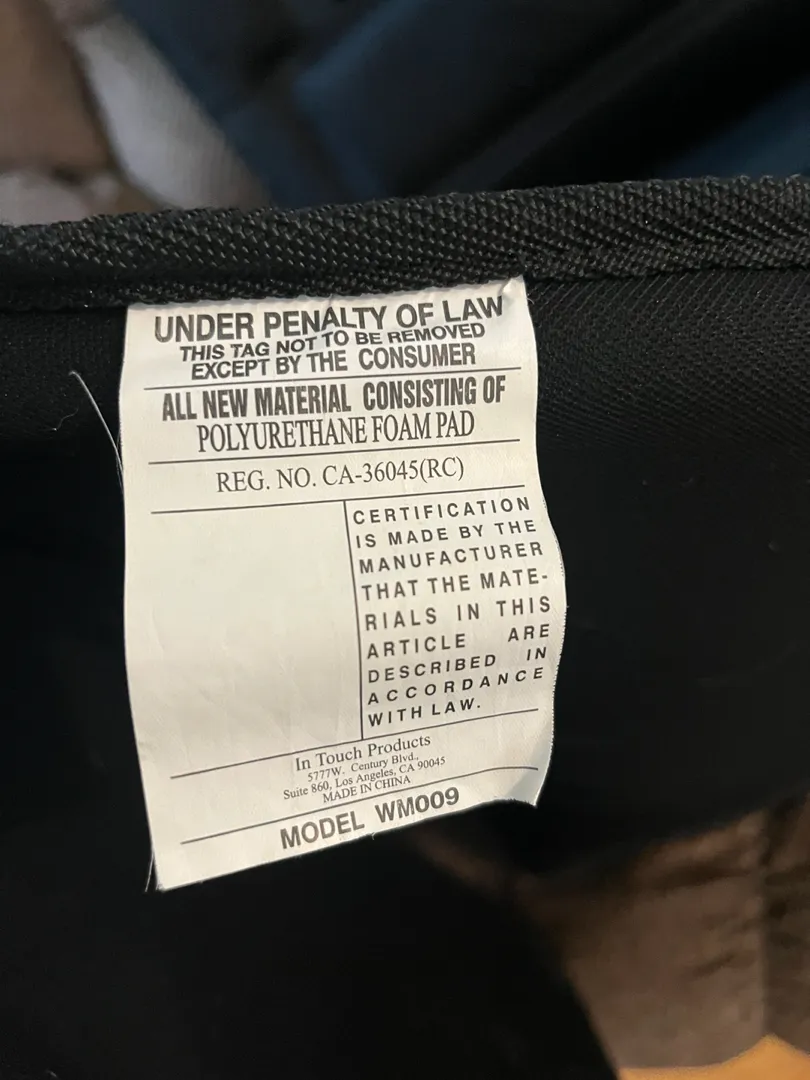 UNDER PENALTY OF LAW
THIS TAG NOT TO BE REMOVED
EXCEPT BY THE CONSUMER
ALL NEW MATERIAL CONSISTING OF
POLYURETHANE FOAM PAD
REG. NO. CA-36045(RC)
CERTIFICATION
IS MADE BY THE
MANUFACTURER
THAT THE MATE-
RIALS IN THIS
ARTICLE ARE
DESCRIBED IN
ACCORDANCE
WITH LAW.
In Touch Products
5777W. Century Blvd.,
Suite 860, Los Angeles, CA 90045
MADE IN CHINA
MODEL WM009